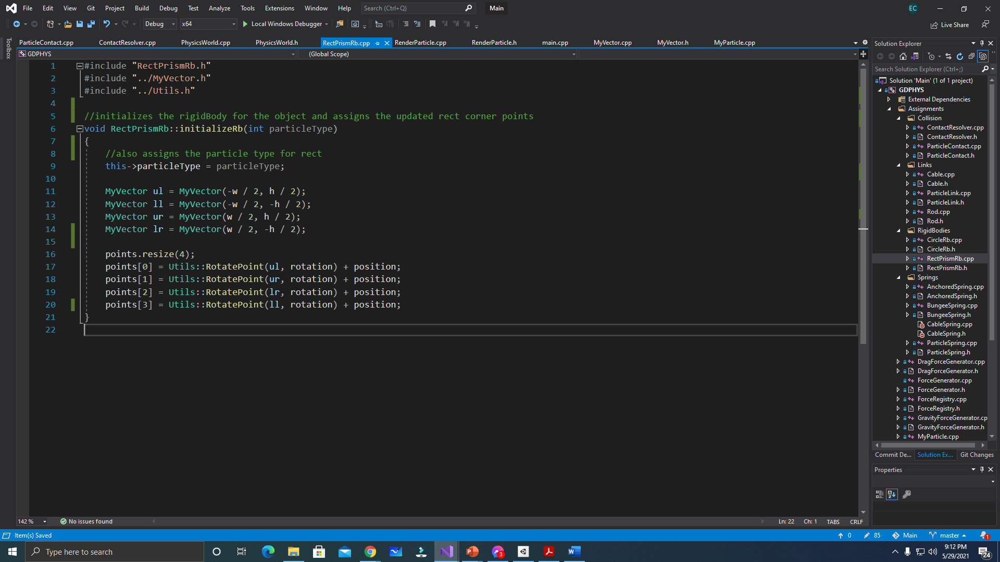 File Edit View Git Project Build Debug Test Analyze Tools Extensions Window Help Search (Ctrl+Q) Main EC
Debug x64 Local Windows Debugger Live Share
Toolbox
ParticleContact.cpp ContactResolver.cpp PhysicsWorld.cpp PhysicsWorld.h RectPrismRb.cpp RenderParticle.cpp RenderParticle.h main.cpp MyVector.cpp MyVector.h MyParticle.cpp
GDPHYS (Global Scope)
1 #include "RectPrismRb.h"
2 #include "../MyVector.h"
3 #include "../Utils.h"
4
5 //initializes the rigidBody for the object and assigns the updated rect corner points
6 void RectPrismRb::initializeRb(int particleType)
7 {
8 //also assigns the particle type for rect
9 this->particleType = particleType;
10
11 MyVector ul = MyVector(-w / 2, h / 2);
12 MyVector ll = MyVector(-w / 2, -h / 2);
13 MyVector ur = MyVector(w / 2, h / 2);
14 MyVector lr = MyVector(w / 2, -h / 2);
15
16 points.resize(4);
17 points[0] = Utils::RotatePoint(ul, rotation) + position;
18 points[1] = Utils::RotatePoint(ur, rotation) + position;
19 points[2] = Utils::RotatePoint(lr, rotation) + position;
20 points[3] = Utils::RotatePoint(ll, rotation) + position;
21 }
22
142 % No issues found Ln: 22 Ch: 1 TABS CRLF
Solution Explorer
Search Solution Explorer (Ctrl+;)
Solution 'Main' (1 of 1 project)
GDPHYS
External Dependencies
Assignments
Collision
ContactResolver.cpp
ContactResolver.h
ParticleContact.cpp
ParticleContact.h
Links
Cable.cpp
Cable.h
ParticleLink.cpp
ParticleLink.h
Rod.cpp
Rod.h
RigidBodies
CircleRb.cpp
CircleRb.h
RectPrismRb.cpp
RectPrismRb.h
Springs
AnchoredSpring.cpp
AnchoredSpring.h
BungeeSpring.cpp
BungeeSpring.h
CableSpring.cpp
CableSpring.h
ParticleSpring.cpp
ParticleSpring.h
DragForceGenerator.cpp
DragForceGenerator.h
ForceGenerator.cpp
ForceGenerator.h
ForceRegistry.cpp
ForceRegistry.h
GravityForceGenerator.cp
GravityForceGenerator.h
MyParticle.cpp
Commit De... Solution Ex... Git Changes
Properties
Item(s) Saved 0 85 Main master 1
Type here to search 3 9:12 PM
5/29/2021 24